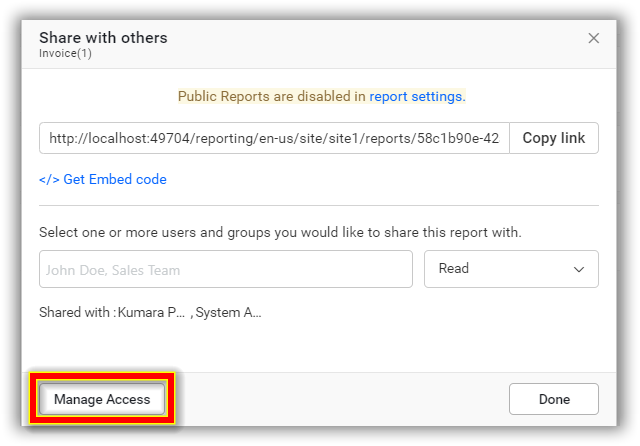 Share with others
Invoice(1)
Public Reports are disabled in report settings.
http://localhost:49704/reporting/en-us/site/site1/reports/58c1b90e-42
Copy link
</> Get Embed code
Select one or more users and groups you would like to share this report with.
John Doe, Sales Team
Read
Shared with :Kumara P... , System A...
Manage Access
Done